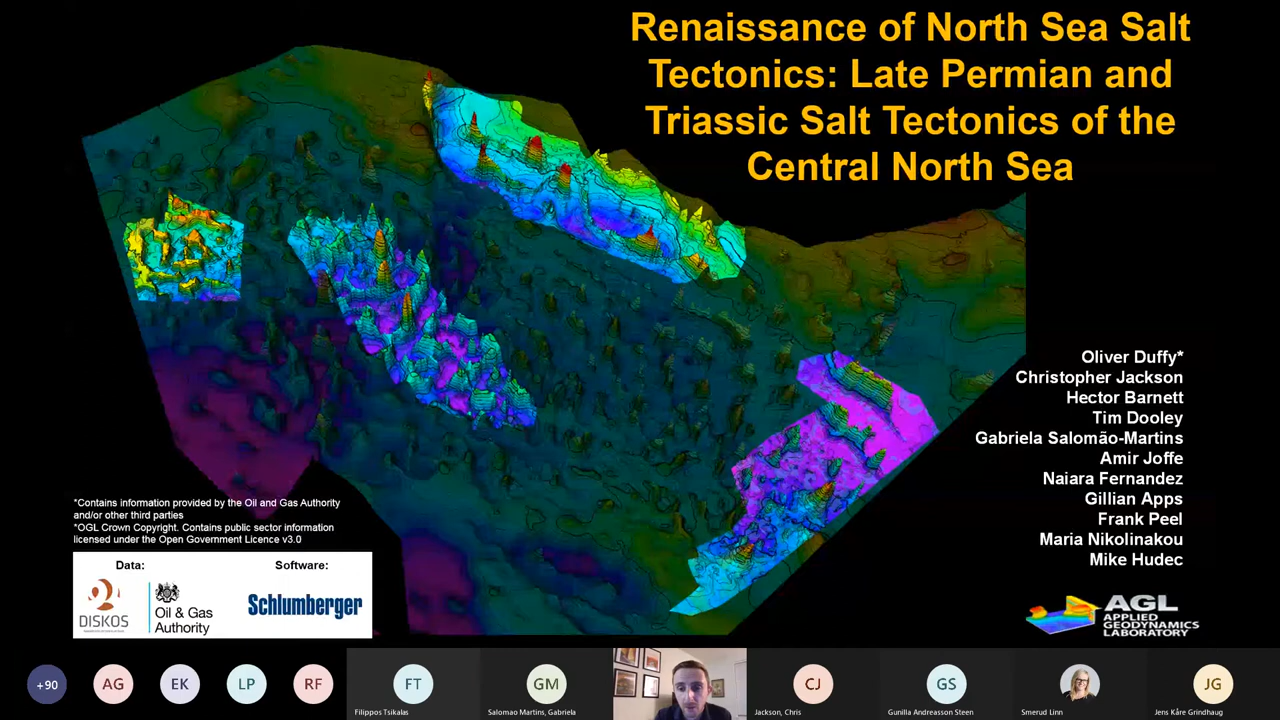 Renaissance of North Sea Salt
Tectonics: Late Permian and
Triassic Salt Tectonics of the
Central North Sea
Oliver Duffy*
Christopher Jackson
Hector Barnett
Tim Dooley
Gabriela Salomão-Martins
Amir Joffe
Naiara Fernandez
Gillian Apps
Frank Peel
Maria Nikolinakou
Mike Hudec
*Contains information provided by the Oil and Gas Authority
and/or other third parties
*OGL Crown Copyright. Contains public sector information
licensed under the Open Government Licence v3.0
Data:
Software:
DISKOS
Oil & Gas
Authority
Schlumberger
AGL
APPLIED
GEODYNAMICS
LABORATORY
+90
AG
EK
LP
RF
FT
GM
CJ
GS
JG
Filippos Tsikalas
Salomao Martins, Gabriela
Jackson, Chris
Gunilla Andreasson Steen
Smerud Linn
Jens Kåre Grindhaug